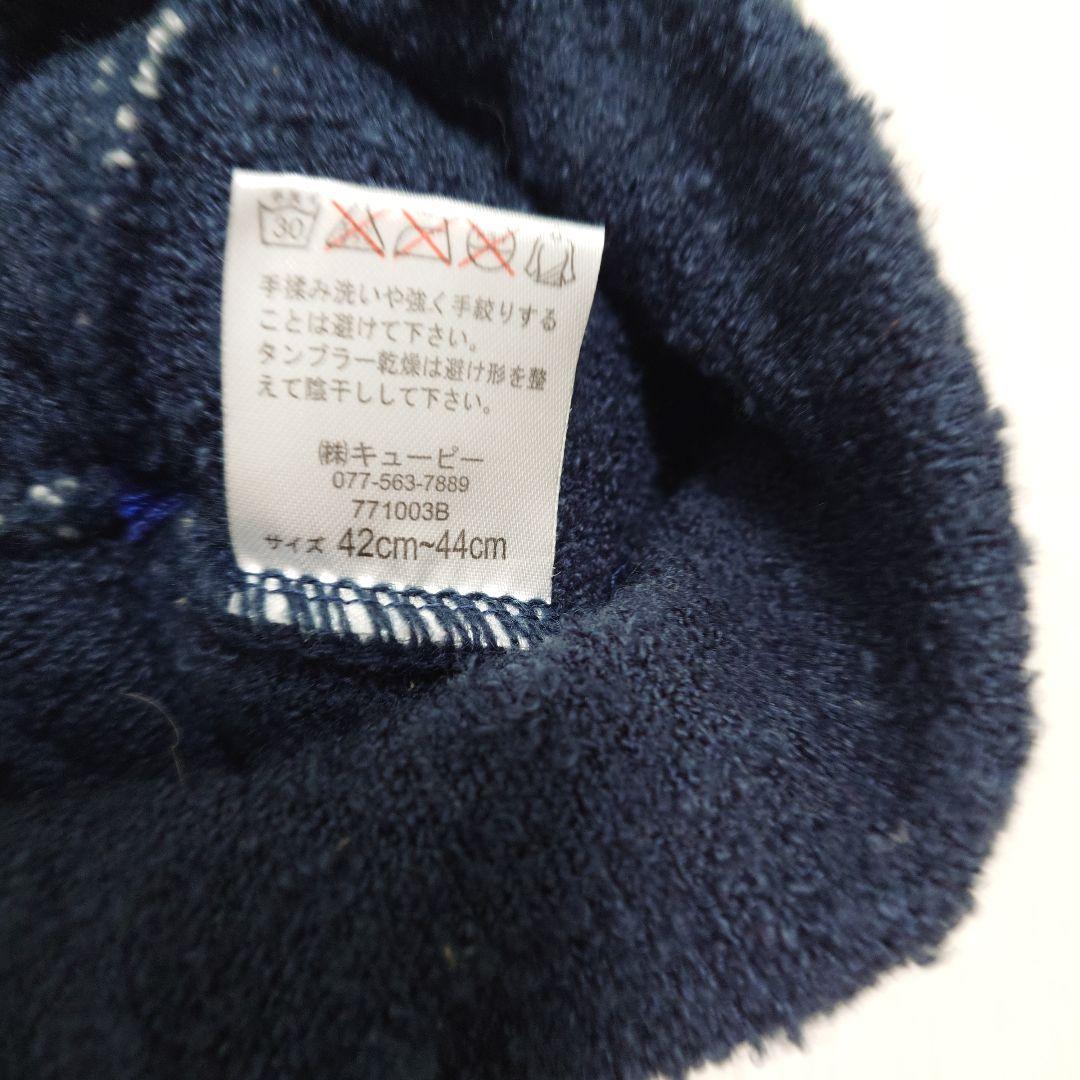 30
手揉み洗いや強く手絞りする
ことは避けて下さい。
タンブラー乾燥は避け形を整
えて陰干しして下さい。
㈱キューピー
077-563-7889
771003B
サイズ 42cm~44cm